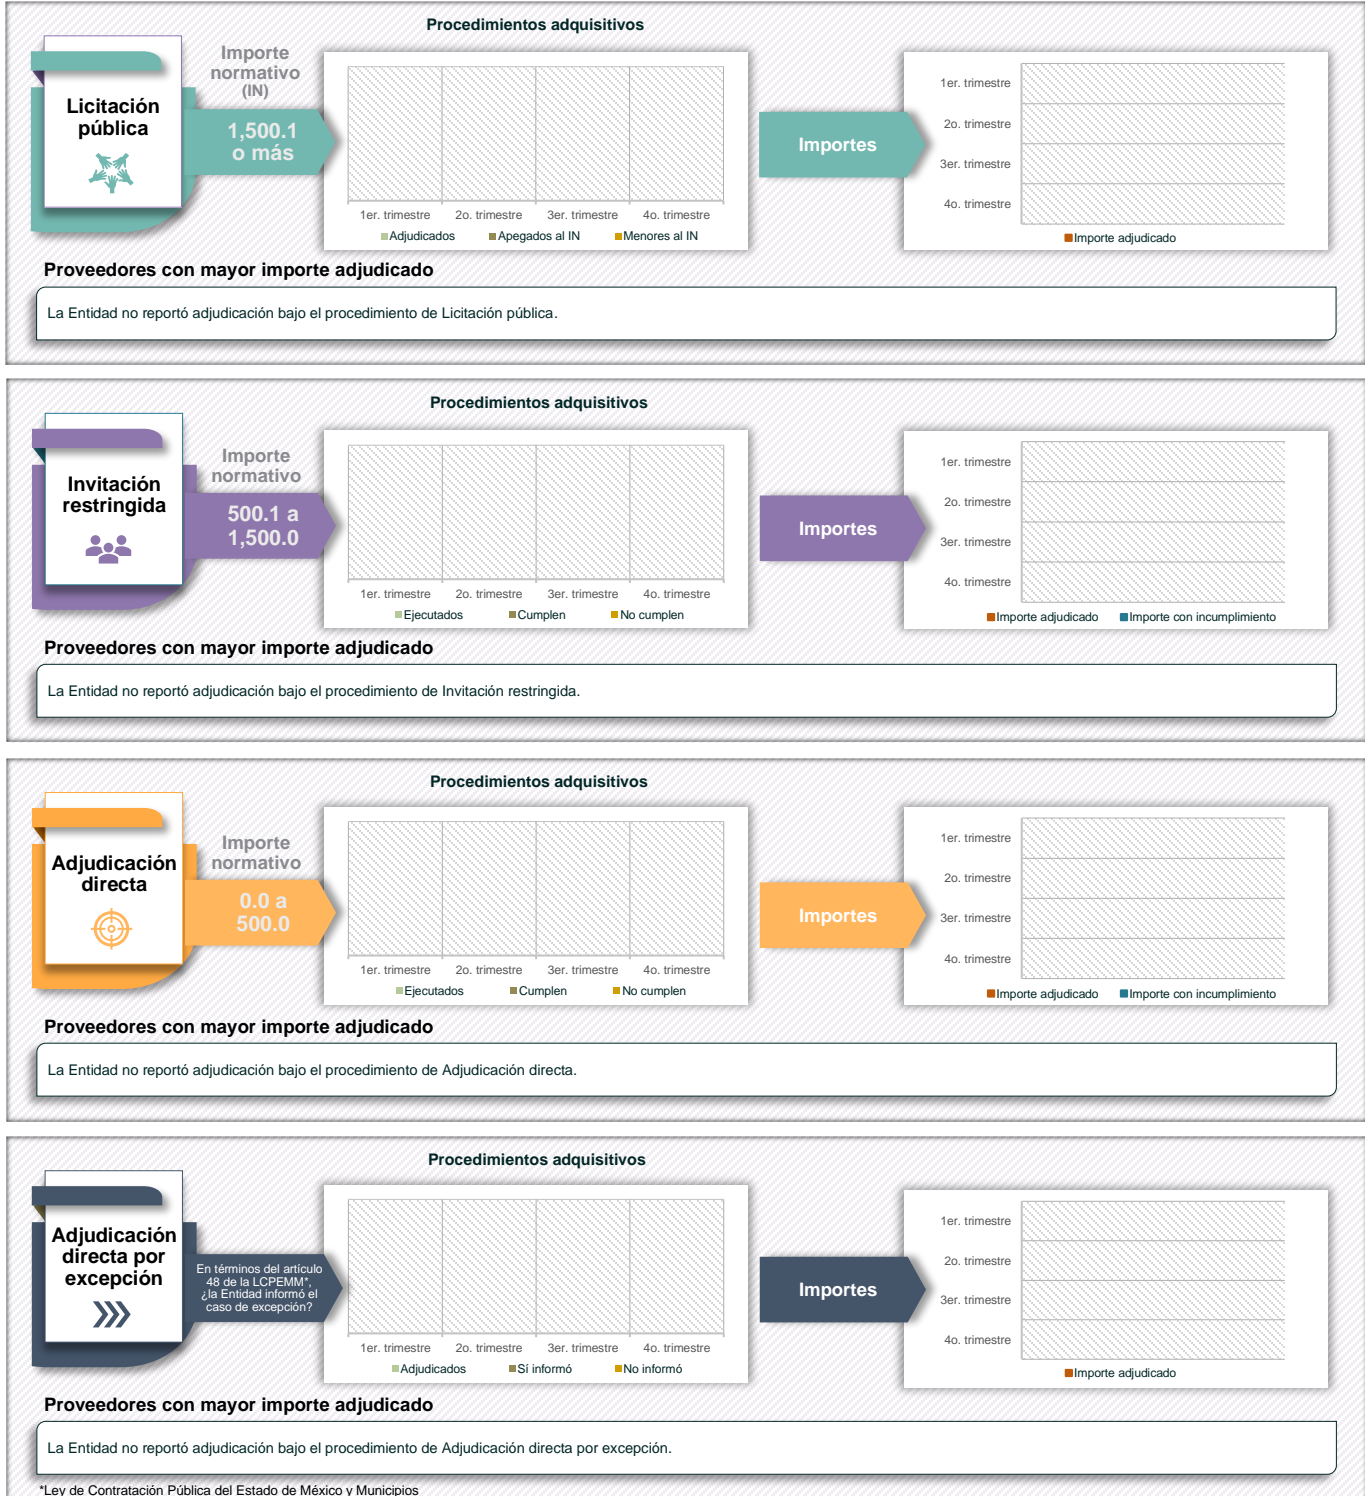 Procedimientos adquisitivos
Licitación
pública
Importe
normativo
(IN)
1,500.1
o más
1er. trimestre 2o. trimestre 3er. trimestre 4o. trimestre
Adjudicados Apegados al IN Menores al IN
Importes
1er. trimestre
2o. trimestre
3er. trimestre
4o. trimestre
Importe adjudicado
Proveedores con mayor importe adjudicado
La Entidad no reportó adjudicación bajo el procedimiento de Licitación pública.
Procedimientos adquisitivos
Invitación
restringida
Importe
normativo
500.1 a
1,500.0
1er. trimestre 2o. trimestre 3er. trimestre 4o. trimestre
Ejecutados Cumplen No cumplen
Importes
1er. trimestre
2o. trimestre
3er. trimestre
4o. trimestre
Importe adjudicado Importe con incumplimiento
Proveedores con mayor importe adjudicado
La Entidad no reportó adjudicación bajo el procedimiento de Invitación restringida.
Procedimientos adquisitivos
Adjudicación
directa
Importe
normativo
0.0 a
500.0
1er. trimestre 2o. trimestre 3er. trimestre 4o. trimestre
Ejecutados Cumplen No cumplen
Importes
1er. trimestre
2o. trimestre
3er. trimestre
4o. trimestre
Importe adjudicado Importe con incumplimiento
Proveedores con mayor importe adjudicado
La Entidad no reportó adjudicación bajo el procedimiento de Adjudicación directa.
Procedimientos adquisitivos
Adjudicación
directa por
excepción
En términos del artículo
48 de la LCPEMM*,
¿la Entidad informó el
caso de excepción?
1er. trimestre 2o. trimestre 3er. trimestre 4o. trimestre
Adjudicados Sí informó No informó
Importes
1er. trimestre
2o. trimestre
3er. trimestre
4o. trimestre
Importe adjudicado
Proveedores con mayor importe adjudicado
La Entidad no reportó adjudicación bajo el procedimiento de Adjudicación directa por excepción.
*Ley de Contratación Pública del Estado de México y Municipios